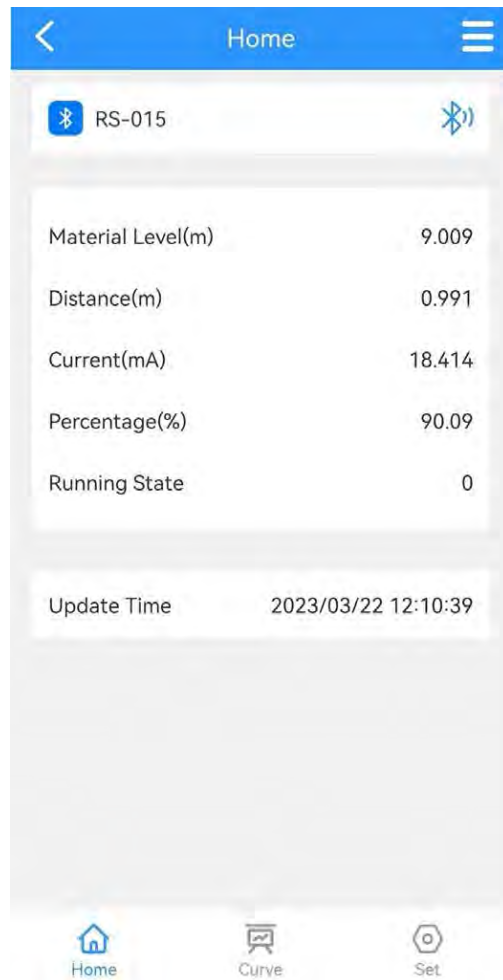 Home
RS-015
Material Level(m) 9.009
Distance(m) 0.991
Current(mA) 18.414
Percentage(%) 90.09
Running State 0
Update Time 2023/03/22 12:10:39
Home Curve Set